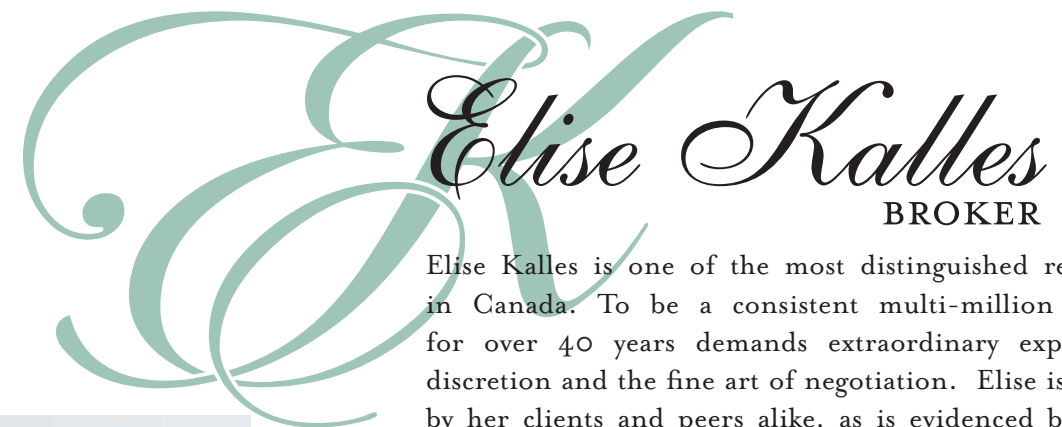 EK
Elise Kalles
BROKER
Elise Kalles is one of the most distinguished re
in Canada. To be a consistent multi-million
for over 40 years demands extraordinary exp
discretion and the fine art of negotiation. Elise is
by her clients and peers alike, as is evidenced b